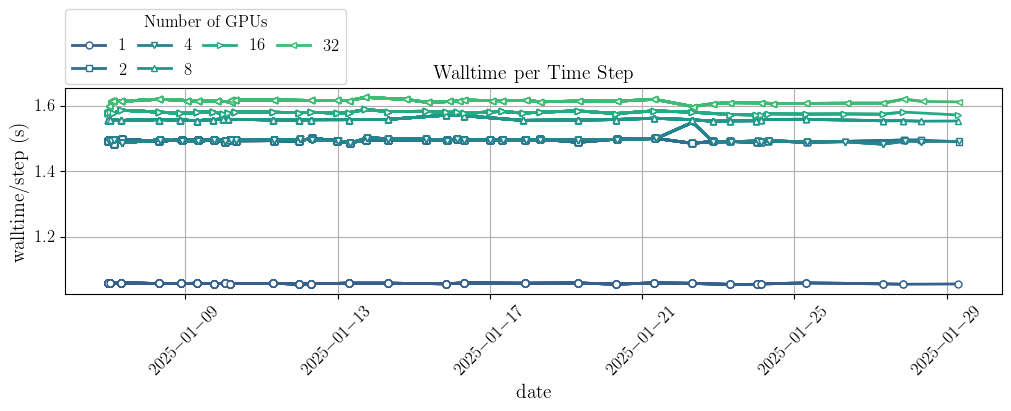 Number of GPUs
1 4 16 32
2 8
Walltime per Time Step
walltime/step (s)
1.6
1.4
1.2
2025−01−09 2025−01−13 2025−01−17 2025−01−21 2025−01−25 2025−01−29
date